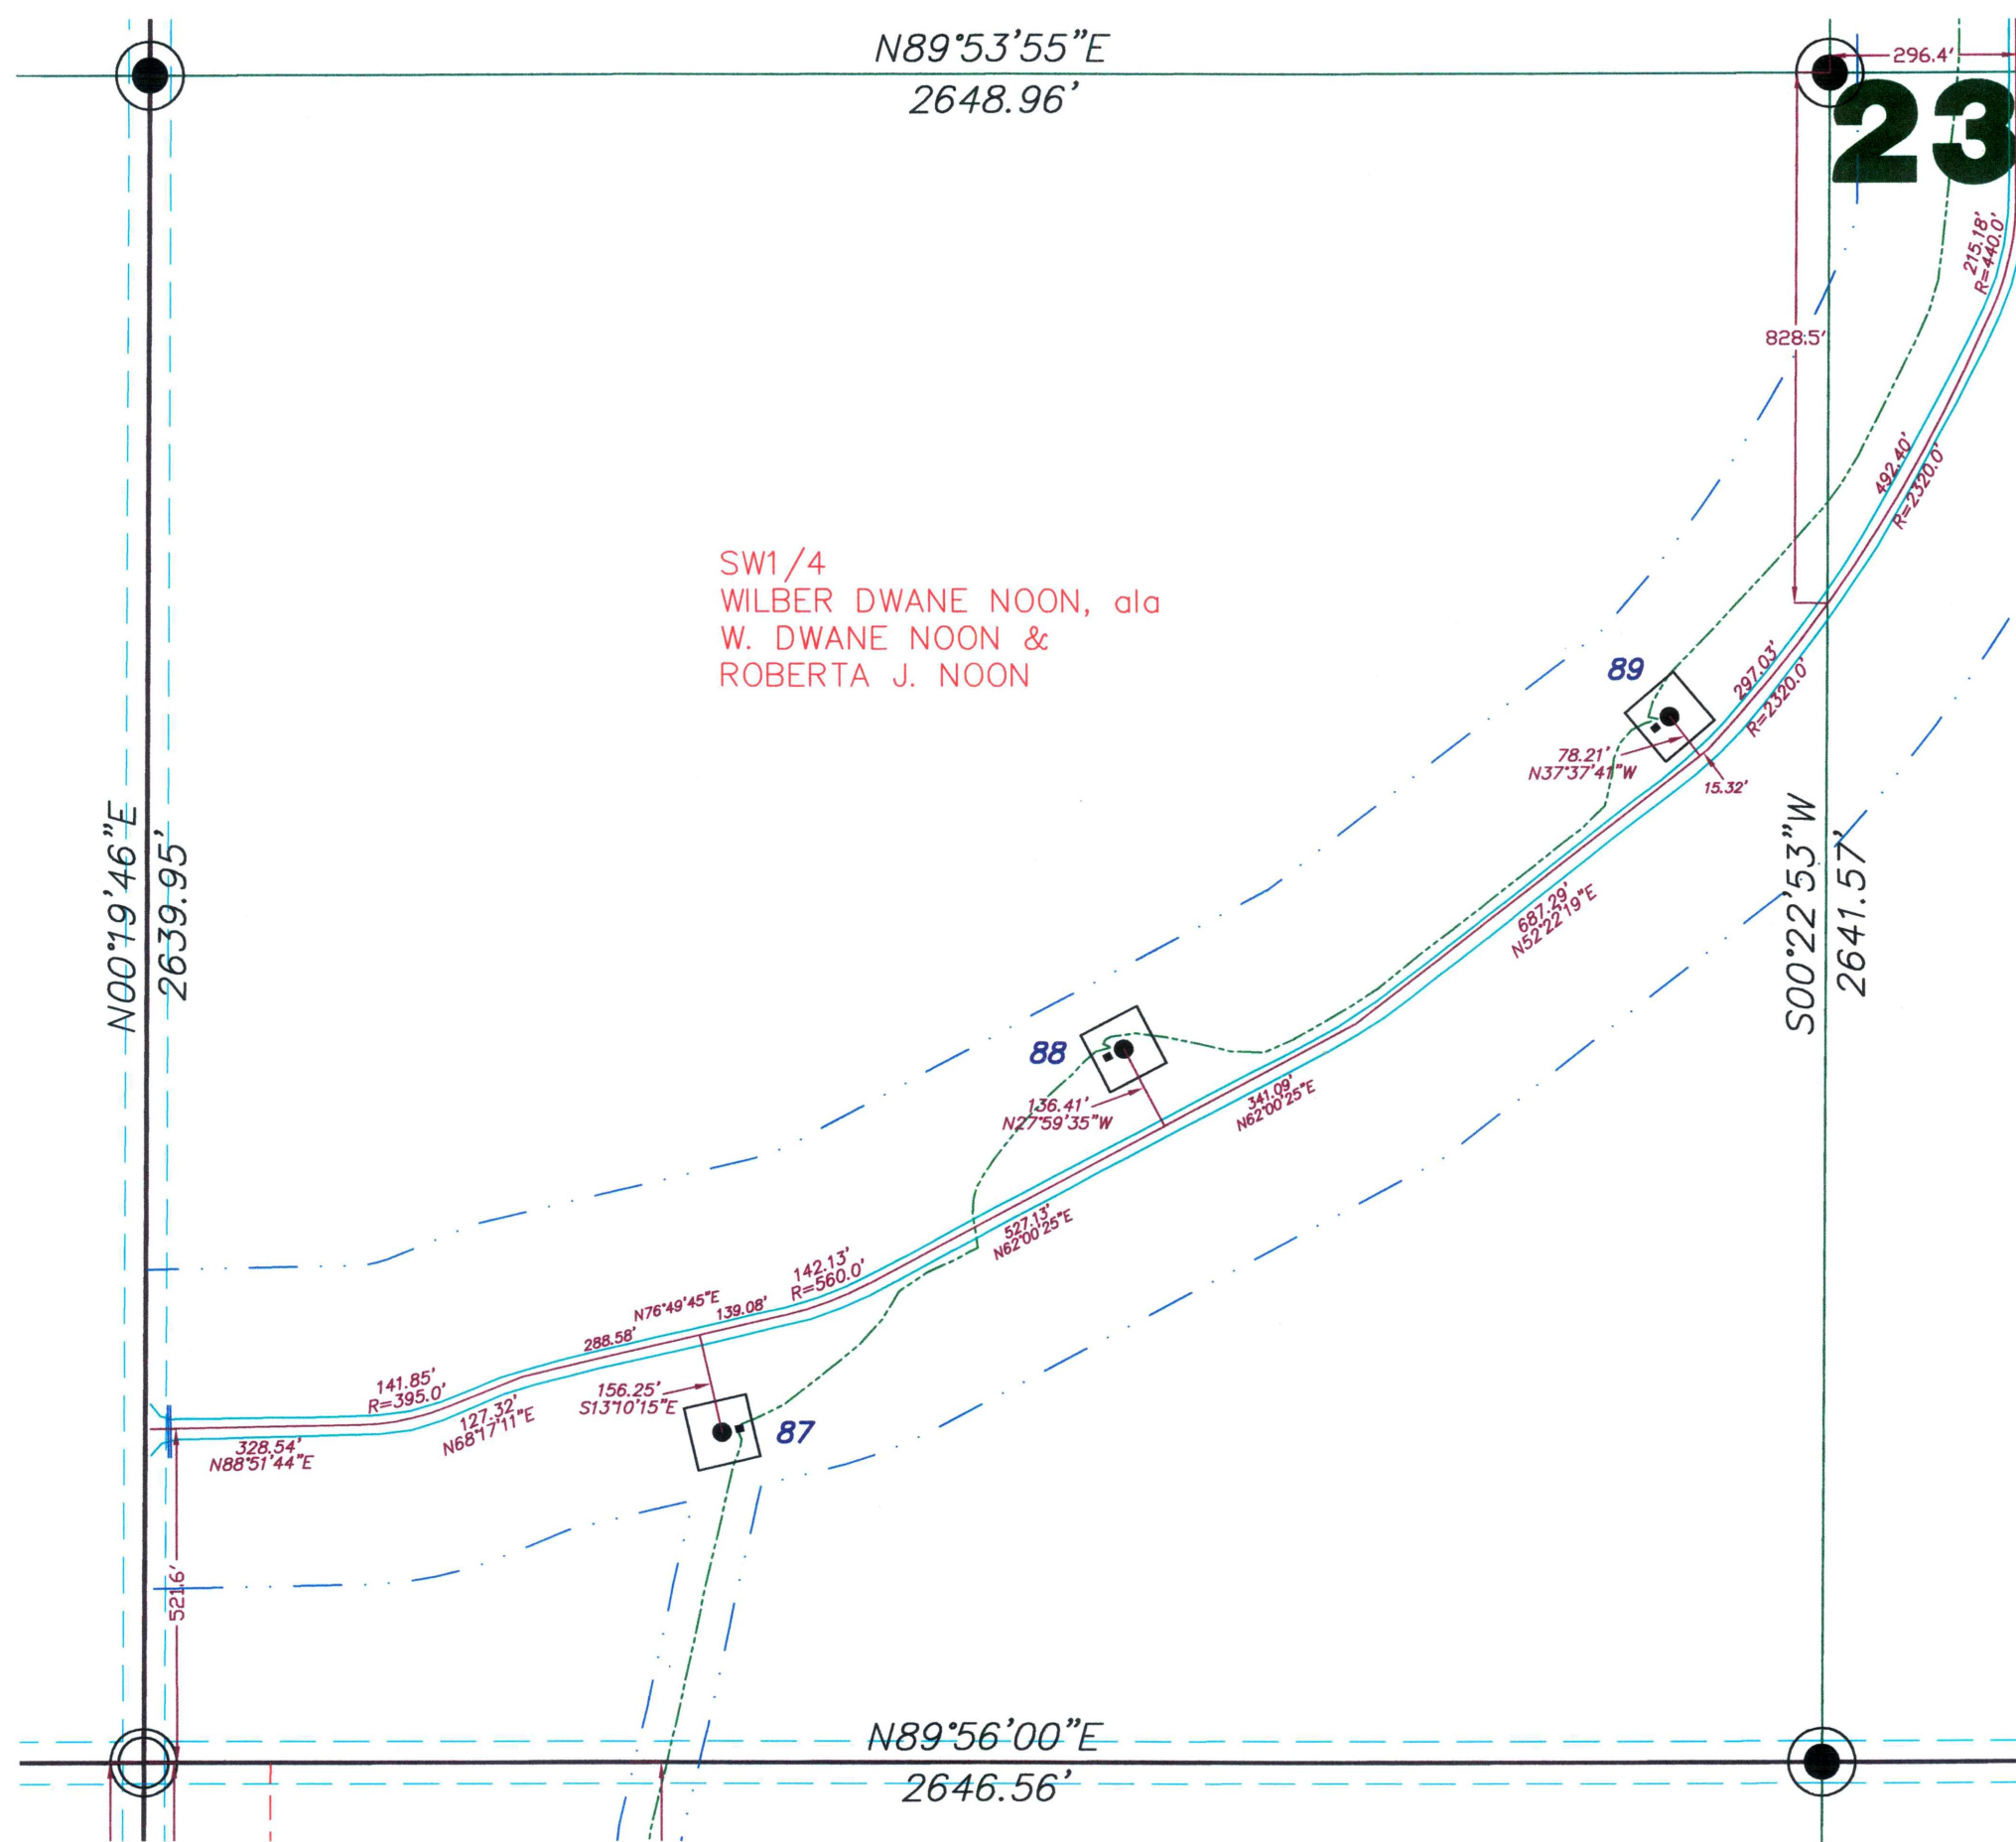 N89°53'55"E
2648.96'
296.4'
23
215.18'
R=440.0'
828.5'
492.40'
R=2320.0'
SW1/4
WILBER DWANE NOON, ala
W. DWANE NOON &
ROBERTA J. NOON
89
297.03'
R=2320.0'
78.21'
N37°37'41"W
15.32'
N00°19'46"E
2639.95'
S00°22'53"W
2641.57'
687.29'
N52°22'19"E
88
136.41'
N27°59'35"W
341.09'
N62°00'25"E
527.13'
N62°00'25"E
142.13'
R=560.0'
N76°49'45"E
139.08'
288.58'
141.85'
R=395.0'
156.25'
S13°10'15"E
127.32'
N68°17'11"E
87
328.54'
N88°51'44"E
521.6'
N89°56'00"E
2646.56'